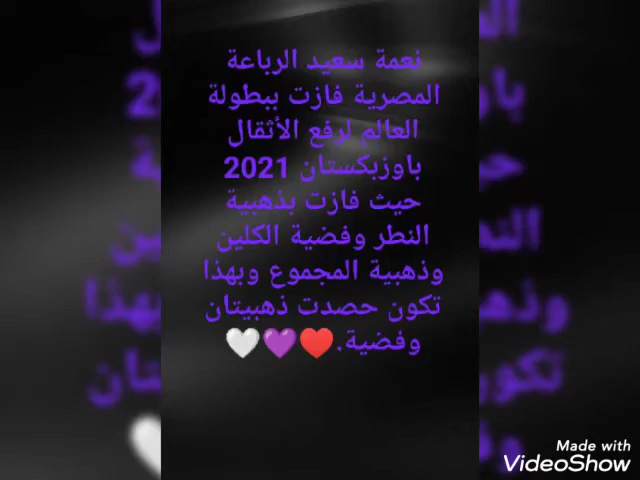 نعمة سعيد الرباعة
المصرية فازت ببطولة
العالم لرفع الأثقال
باوزبكستان 2021
حيث فازت بذهبية
النطر وفضية الكلين
وذهبية المجموع وبهذا
تكون حصدت ذهبيتان
وفضية.❤️💜🤍
Made with
VideoShow